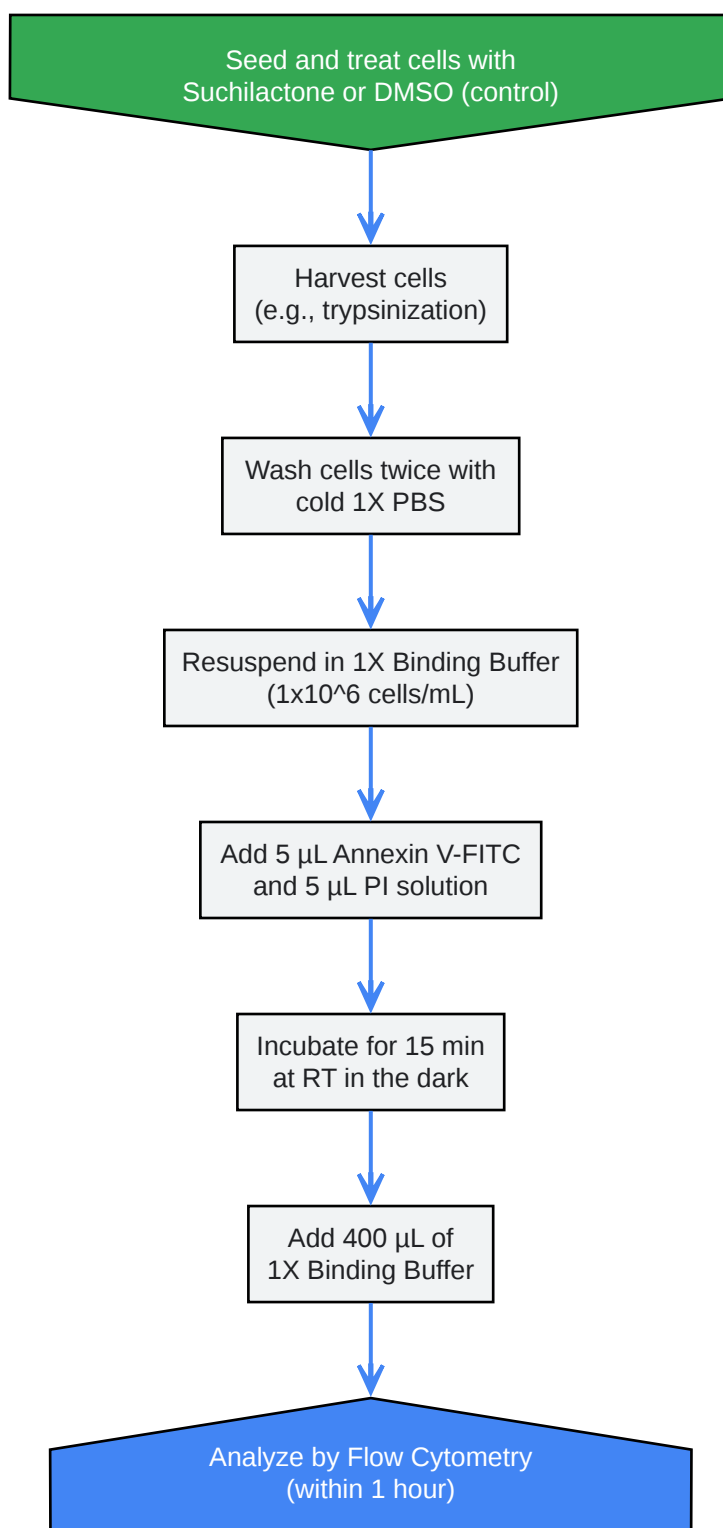 Seed and treat cells with
Suchilactone or DMSO (control)
Harvest cells
(e.g., trypsinization)
Wash cells twice with
cold 1X PBS
Resuspend in 1X Binding Buffer
(1x10^6 cells/mL)
Add 5 µL Annexin V-FITC
and 5 µL PI solution
Incubate for 15 min
at RT in the dark
Add 400 µL of
1X Binding Buffer
Analyze by Flow Cytometry
(within 1 hour)